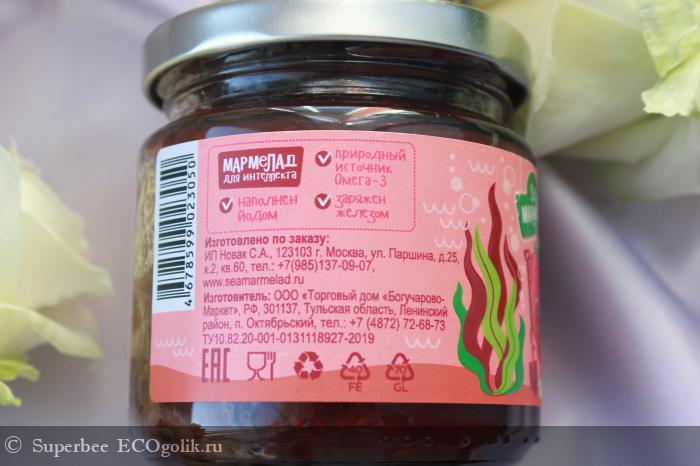 МАРМЕЛАД
ДЛЯ ИНТЕЛЛЕКТА
ПРИРОДНЫЙ
ИСТОЧНИК
ОМЕГА-3
НАПОЛНЕН
ЙОДОМ
ЗАРЯЖЕН
ЖЕЛЕЗОМ
Изготовлено по заказу:
ИП Новак С.А., 123103 г. Москва, ул. Паршина, д.25,
к.2, кв.60, тел.: +7(985)137-09-07,
www.seamarmelad.ru
Изготовитель: ООО «Торговый дом «Богучарово-
Маркет», РФ, 301137, Тульская область, Ленинский
район, п. Октябрьский, тел.: +7 (4872) 72-68-73
ТУ10.82.20-001-0131118927-2019
EAC
40
FE
70
GL
4 678599 023050
© Superbee ECOgolik.ru